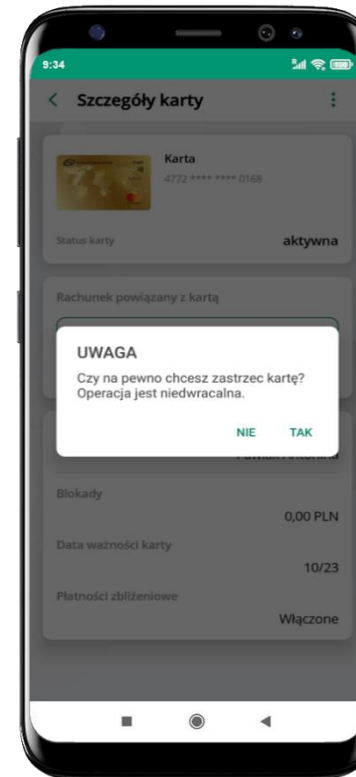 9:34
Szczegóły karty
Karta
4772 **** **** 0168
Status karty
aktywna
Rachunek powiązany z kartą
UWAGA
Czy na pewno chcesz zastrzec kartę?
Operacja jest niedwracalna.
NIE TAK
Blokady
0,00 PLN
Data ważności karty
10/23
Płatności zbliżeniowe
Włączone